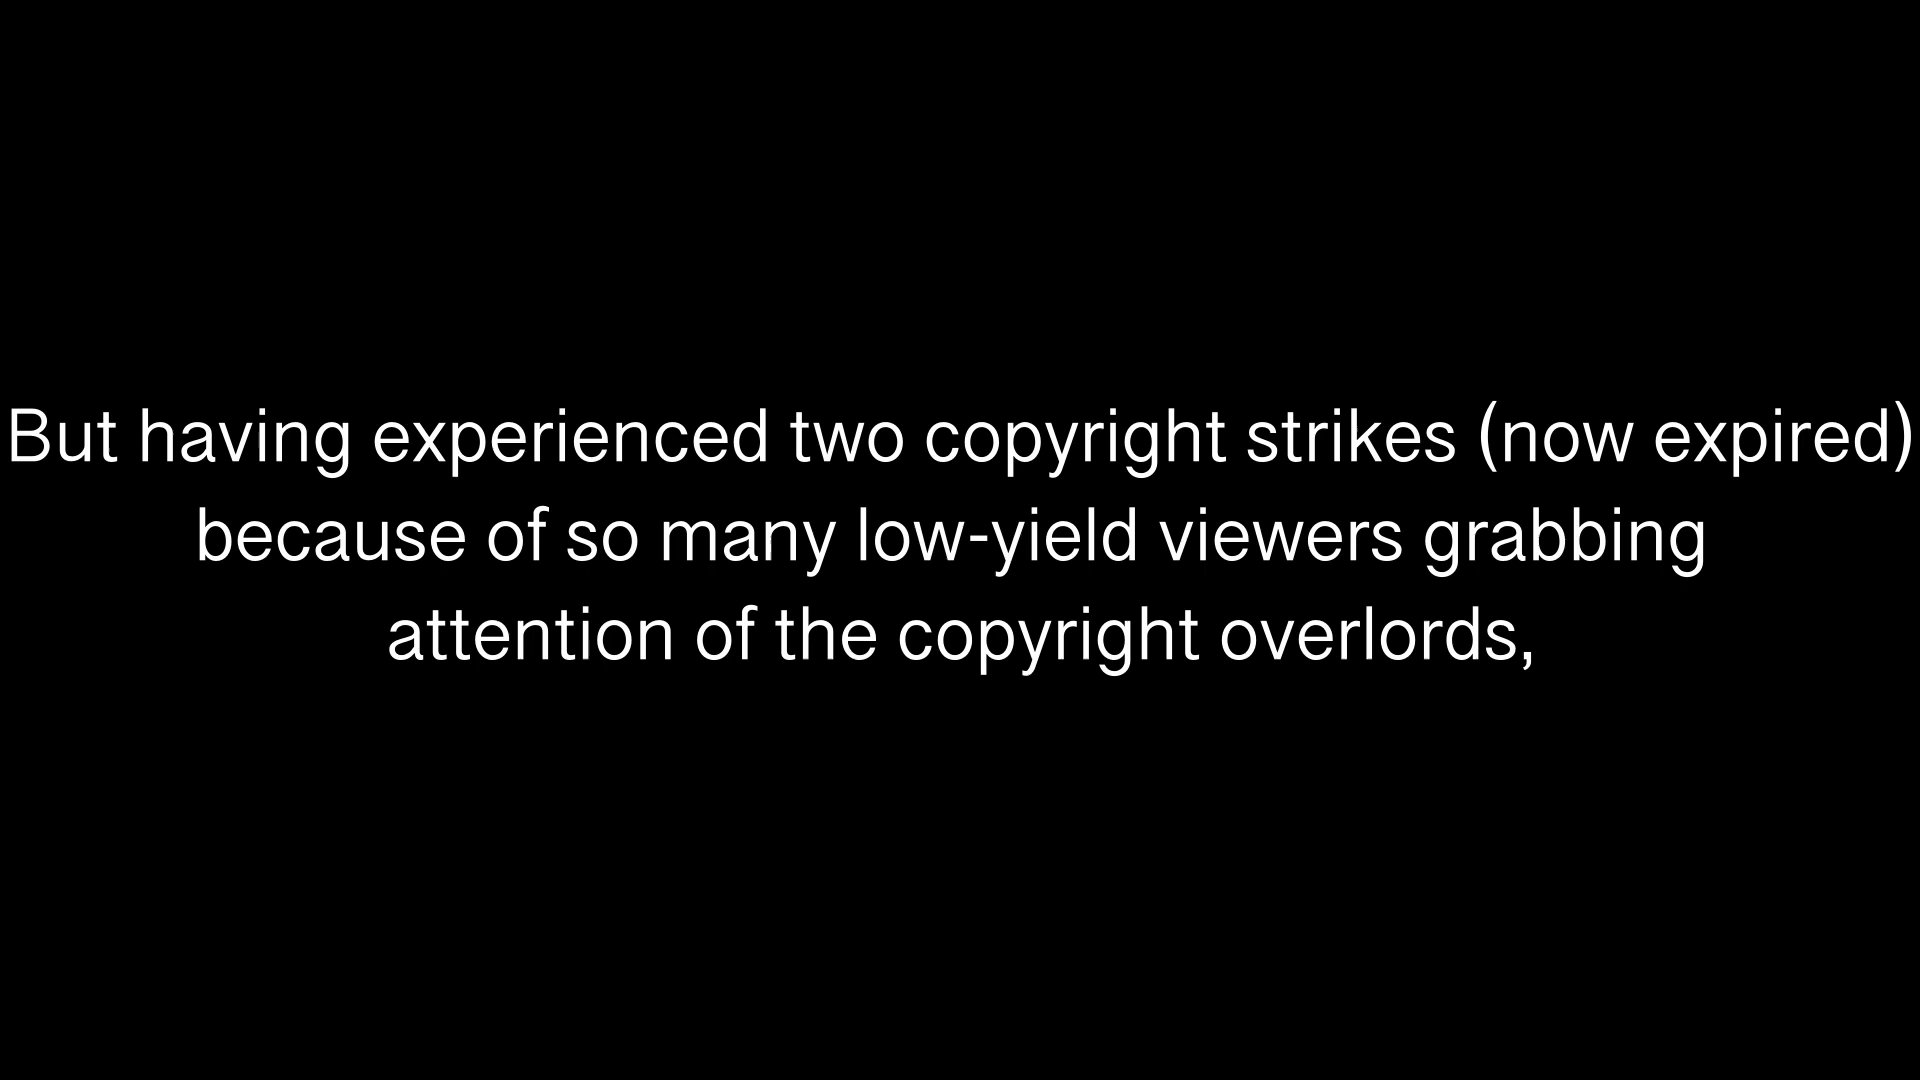 But having experienced two copyright strikes (now expired)
because of so many low-yield viewers grabbing
attention of the copyright overlords,